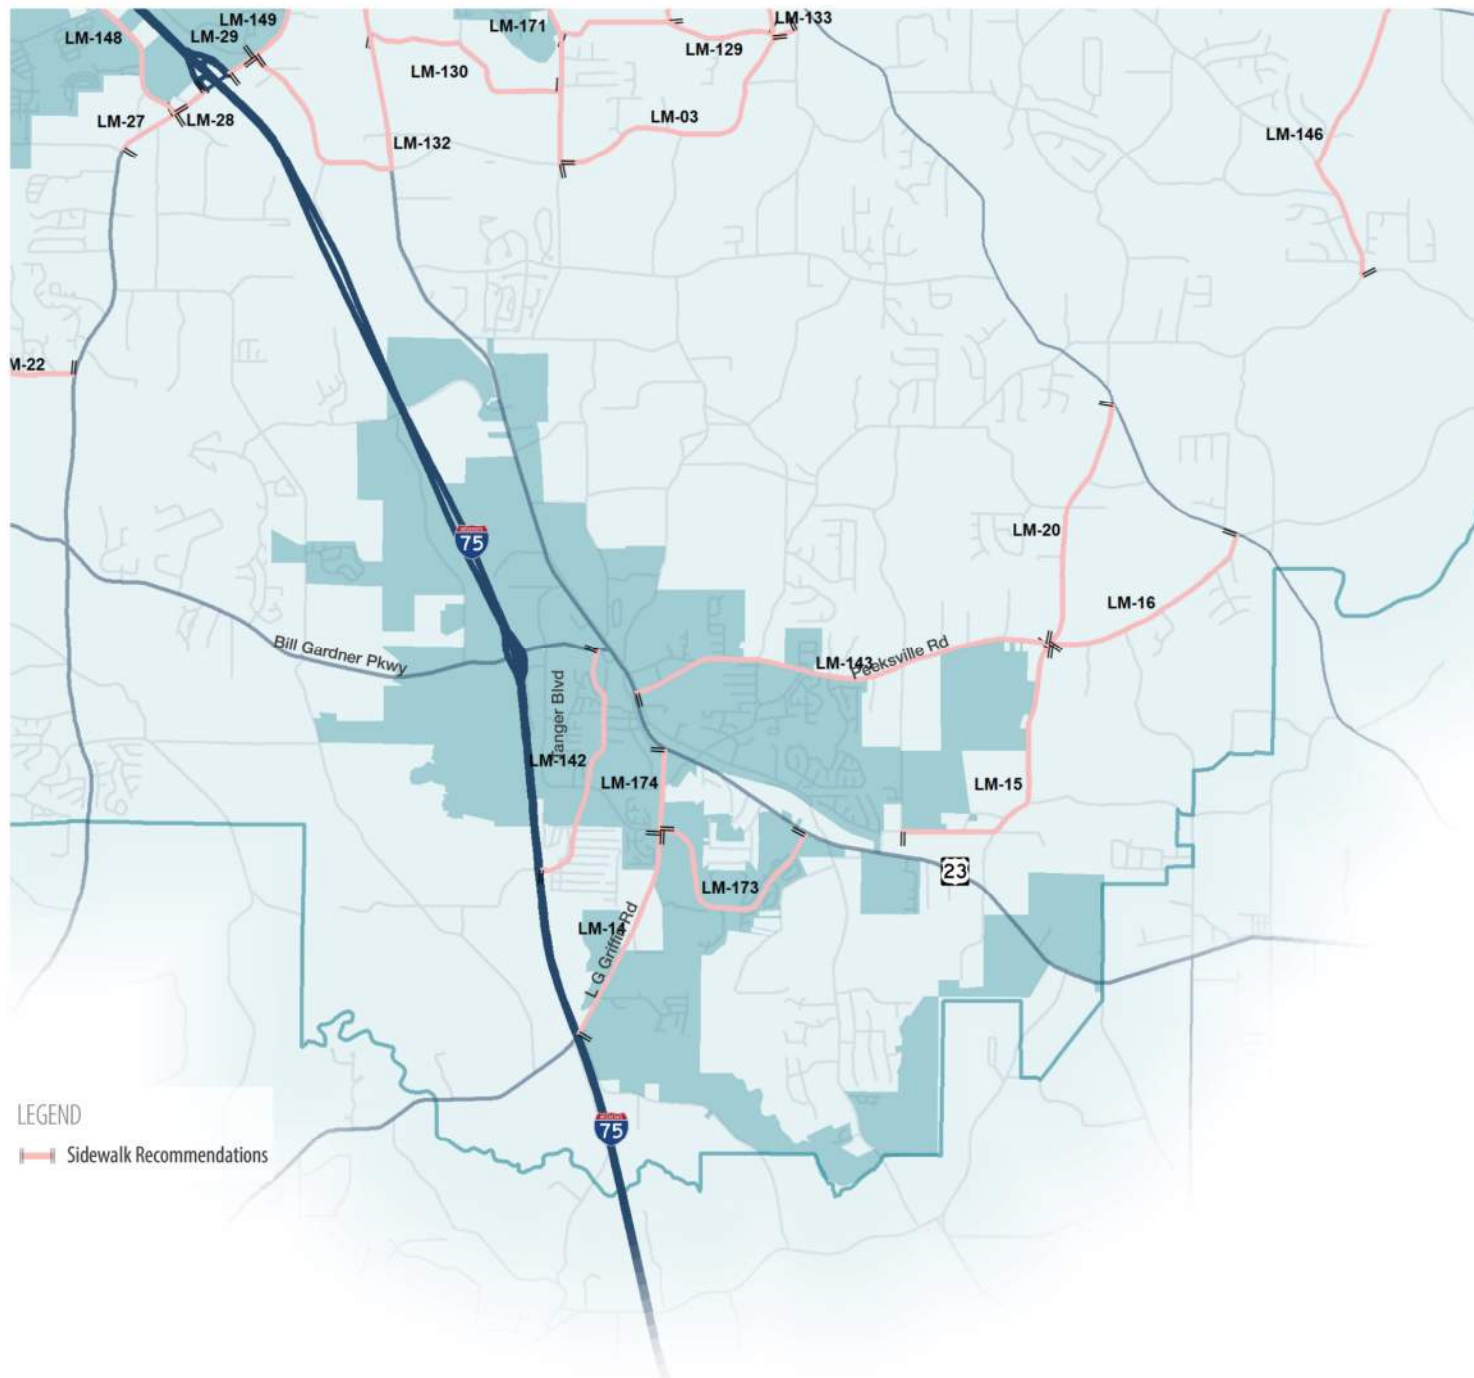 LM-149
LM-133
LM-171
LM-148
LM-29
LM-129
LM-130
LM-03
LM-27
LM-28
LM-132
LM-146
M-22
75
LM-20
LM-16
Bill Gardner Pkwy
Peeksville Rd
LM-143
Tanger Blvd
LM-142
LM-174
LM-15
23
LM-173
LM-14
L G Griffin Rd
75
LEGEND
Sidewalk Recommendations